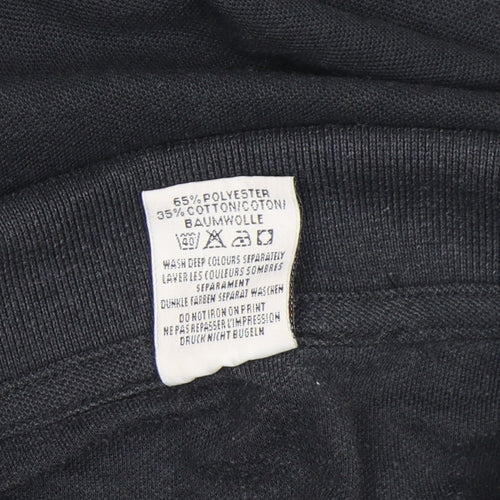 65% POLYESTER
35% COTTON/COTON/
BAUMWOLLE
40
WASH DEEP COLOURS SEPARATELY
LAVER LES COULEURS SOMBRES
SEPARAMENT
DUNKLE FARBEN SEPARAT WASCHEN
DO NOT IRON ON PRINT
NE PAS REPASSER L'IMPRESSION
DRUCK NICHT BUGELN